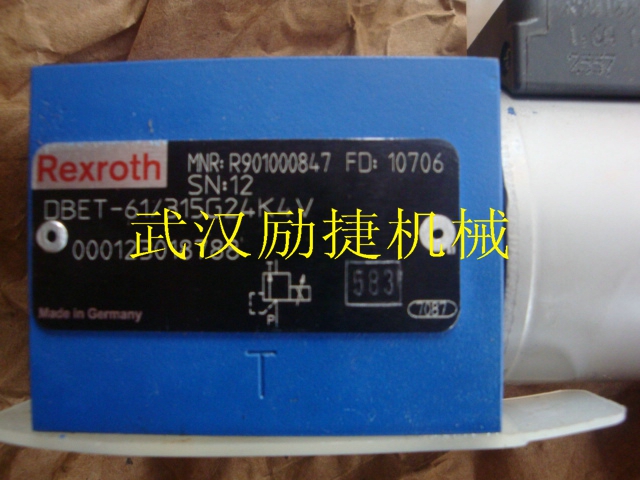 Rexroth
MNR: R901000847 FD: 10706
SN: 12
DBET-61/315G24K4V
武汉励捷机械
583
Made in Germany
P
7087
T